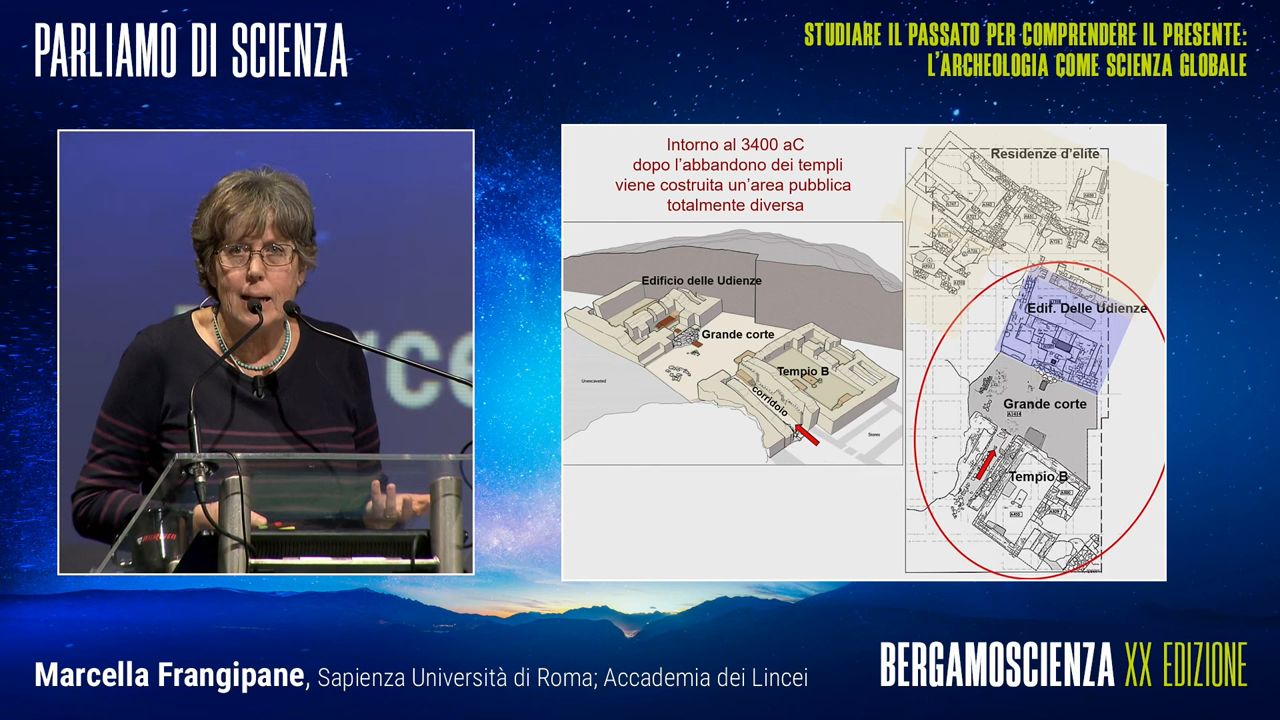 PARLIAMO DI SCIENZA
STUDIARE IL PASSATO PER COMPRENDERE IL PRESENTE:
L'ARCHEOLOGIA COME SCIENZA GLOBALE
Intorno al 3400 aC
dopo l'abbandono dei templi
viene costruita un'area pubblica
totalmente diversa
Edificio delle Udienze
Grande corte
Tempio B
corridoio
Unexcavated
Stores
Residenze d'elite
Edif. Delle Udienze
Grande corte
Tempio B
Marcella Frangipane, Sapienza Università di Roma; Accademia dei Lincei
BERGAMOSCIENZA XX EDIZIONE